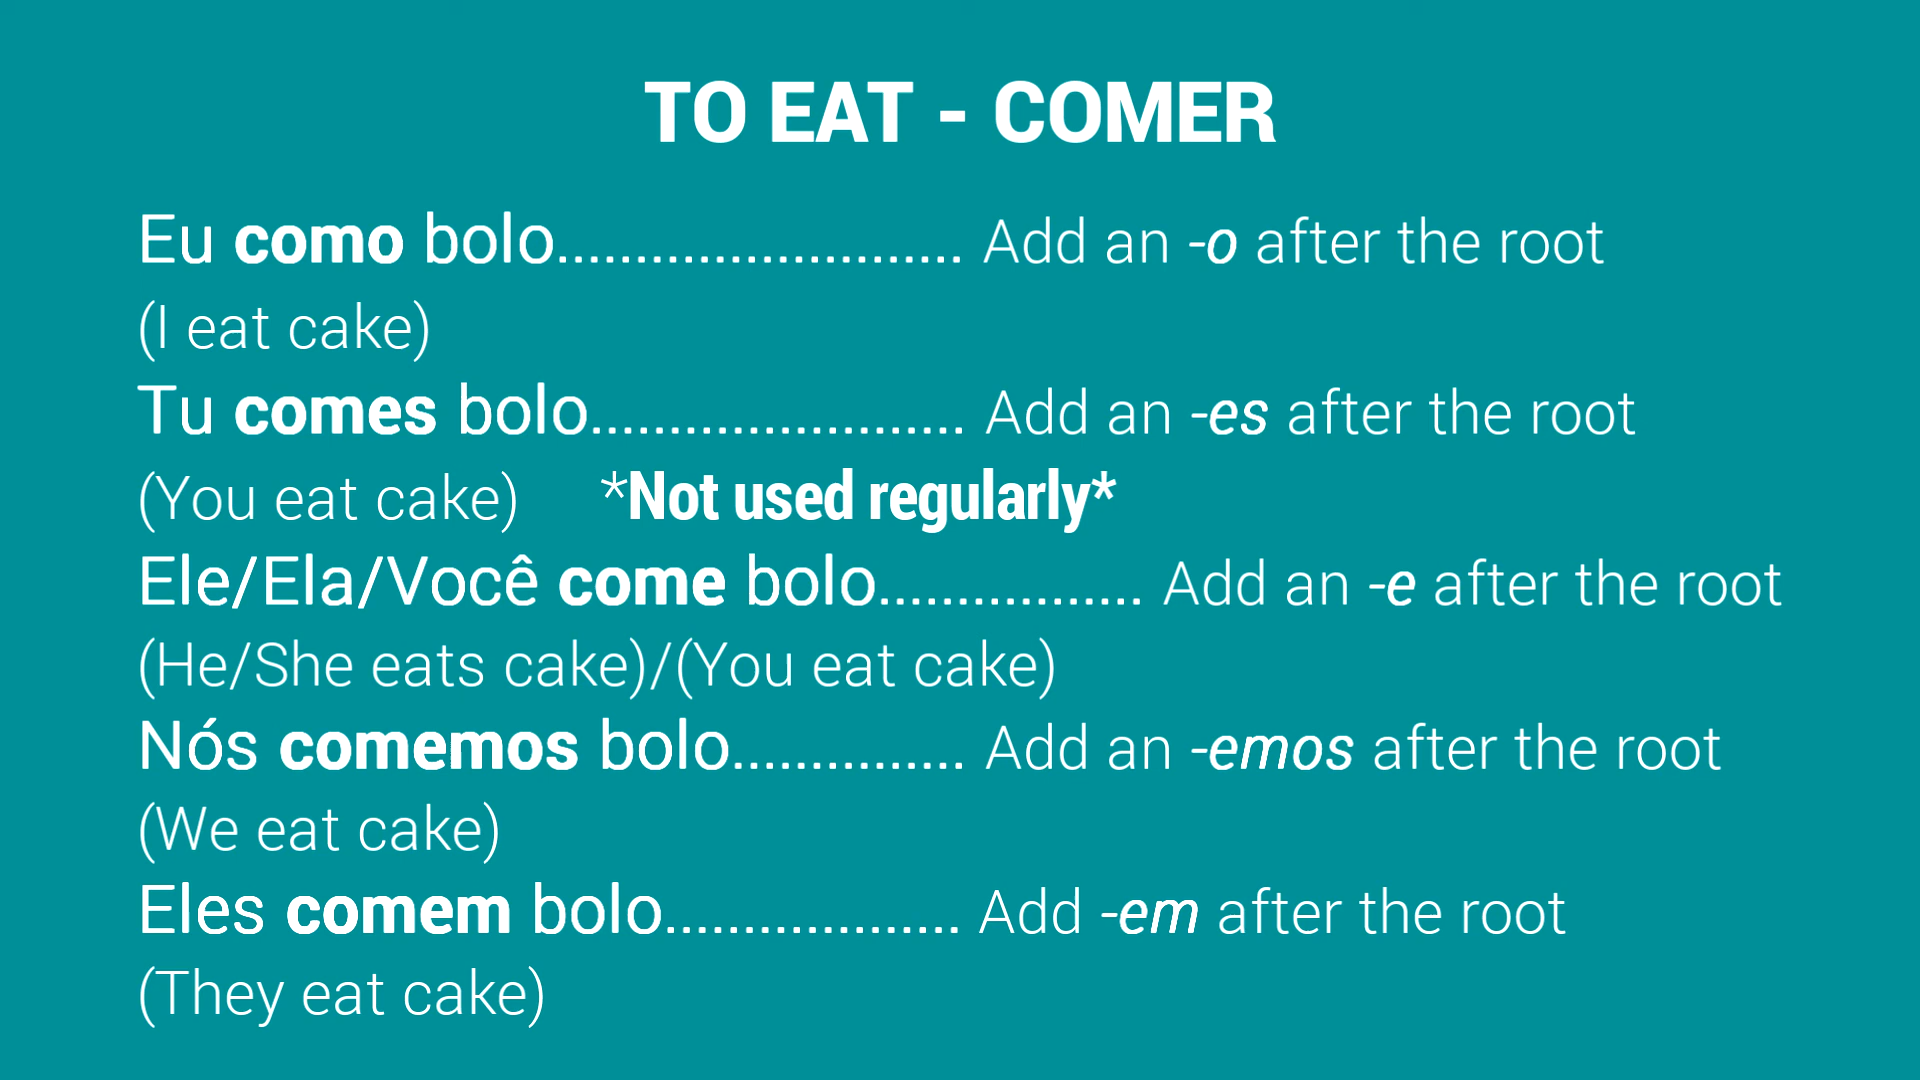 TO EAT - COMER
Eu como bolo.......................... Add an -o after the root
(I eat cake)
Tu comes bolo........................ Add an -es after the root
(You eat cake) *Not used regularly*
Ele/Ela/Você come bolo................. Add an -e after the root
(He/She eats cake)/(You eat cake)
Nós comemos bolo............... Add an -emos after the root
(We eat cake)
Eles comem bolo................... Add -em after the root
(They eat cake)